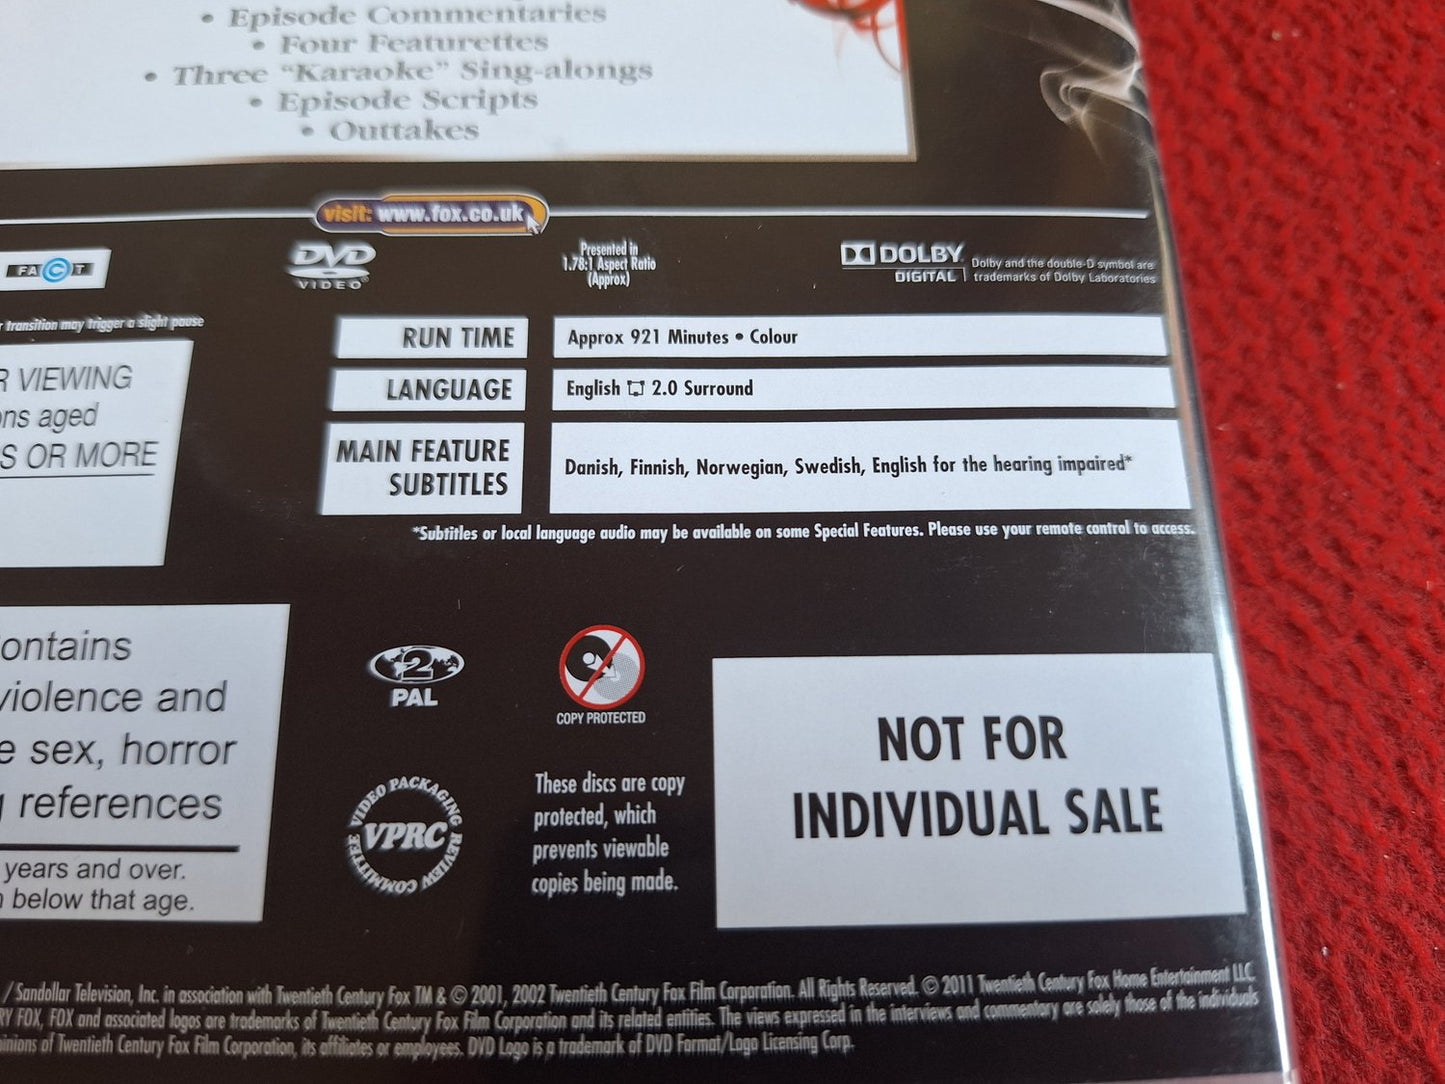 • Episode Commentaries
• Four Featurettes
• Three "Karaoke" Sing-alongs
• Episode Scripts
• Outtakes
visit: www.fox.co.uk
FACT
DVD
VIDEO
Presented in
1.78:1 Aspect Ratio
(Approx)
DOLBY
DIGITAL
Dolby and the double-D symbol are
trademarks of Dolby Laboratories
transition may trigger a slight pause
RUN TIME
Approx 921 Minutes • Colour
LANGUAGE
English 2.0 Surround
MAIN FEATURE
SUBTITLES
Danish, Finnish, Norwegian, Swedish, English for the hearing impaired*
*Subtitles or local language audio may be available on some Special Features. Please use your remote control to access.
R VIEWING
ons aged
S OR MORE
ontains
violence and
e sex, horror
g references
years and over.
n below that age.
2
PAL
COPY PROTECTED
VIDEO PACKAGING REVIEW COMMITTEE
VPRC
These discs are copy
protected, which
prevents viewable
copies being made.
NOT FOR
INDIVIDUAL SALE
/ Sandollar Television, Inc. in association with Twentieth Century Fox TM & © 2001, 2002 Twentieth Century Fox Film Corporation. All Rights Reserved. © 2011 Twentieth Century Fox Home Entertainment LLC.
RY FOX, FOX and associated logos are trademarks of Twentieth Century Fox Film Corporation and its related entities. The views expressed in the interviews and commentary are solely those of the individuals
pinions of Twentieth Century Fox Film Corporation, its affiliates or employees. DVD Logo is a trademark of DVD Format/Logo Licensing Corp.